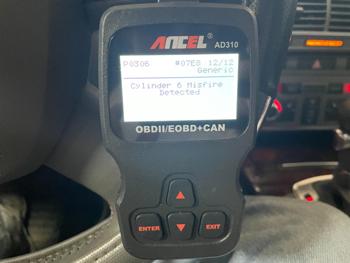 ANCEL®
AD310
P0306 #07E8 12/12
Generic
Cylinder 6 Misfire
Detected
OBDII/EOBD+CAN
ENTER
EXIT